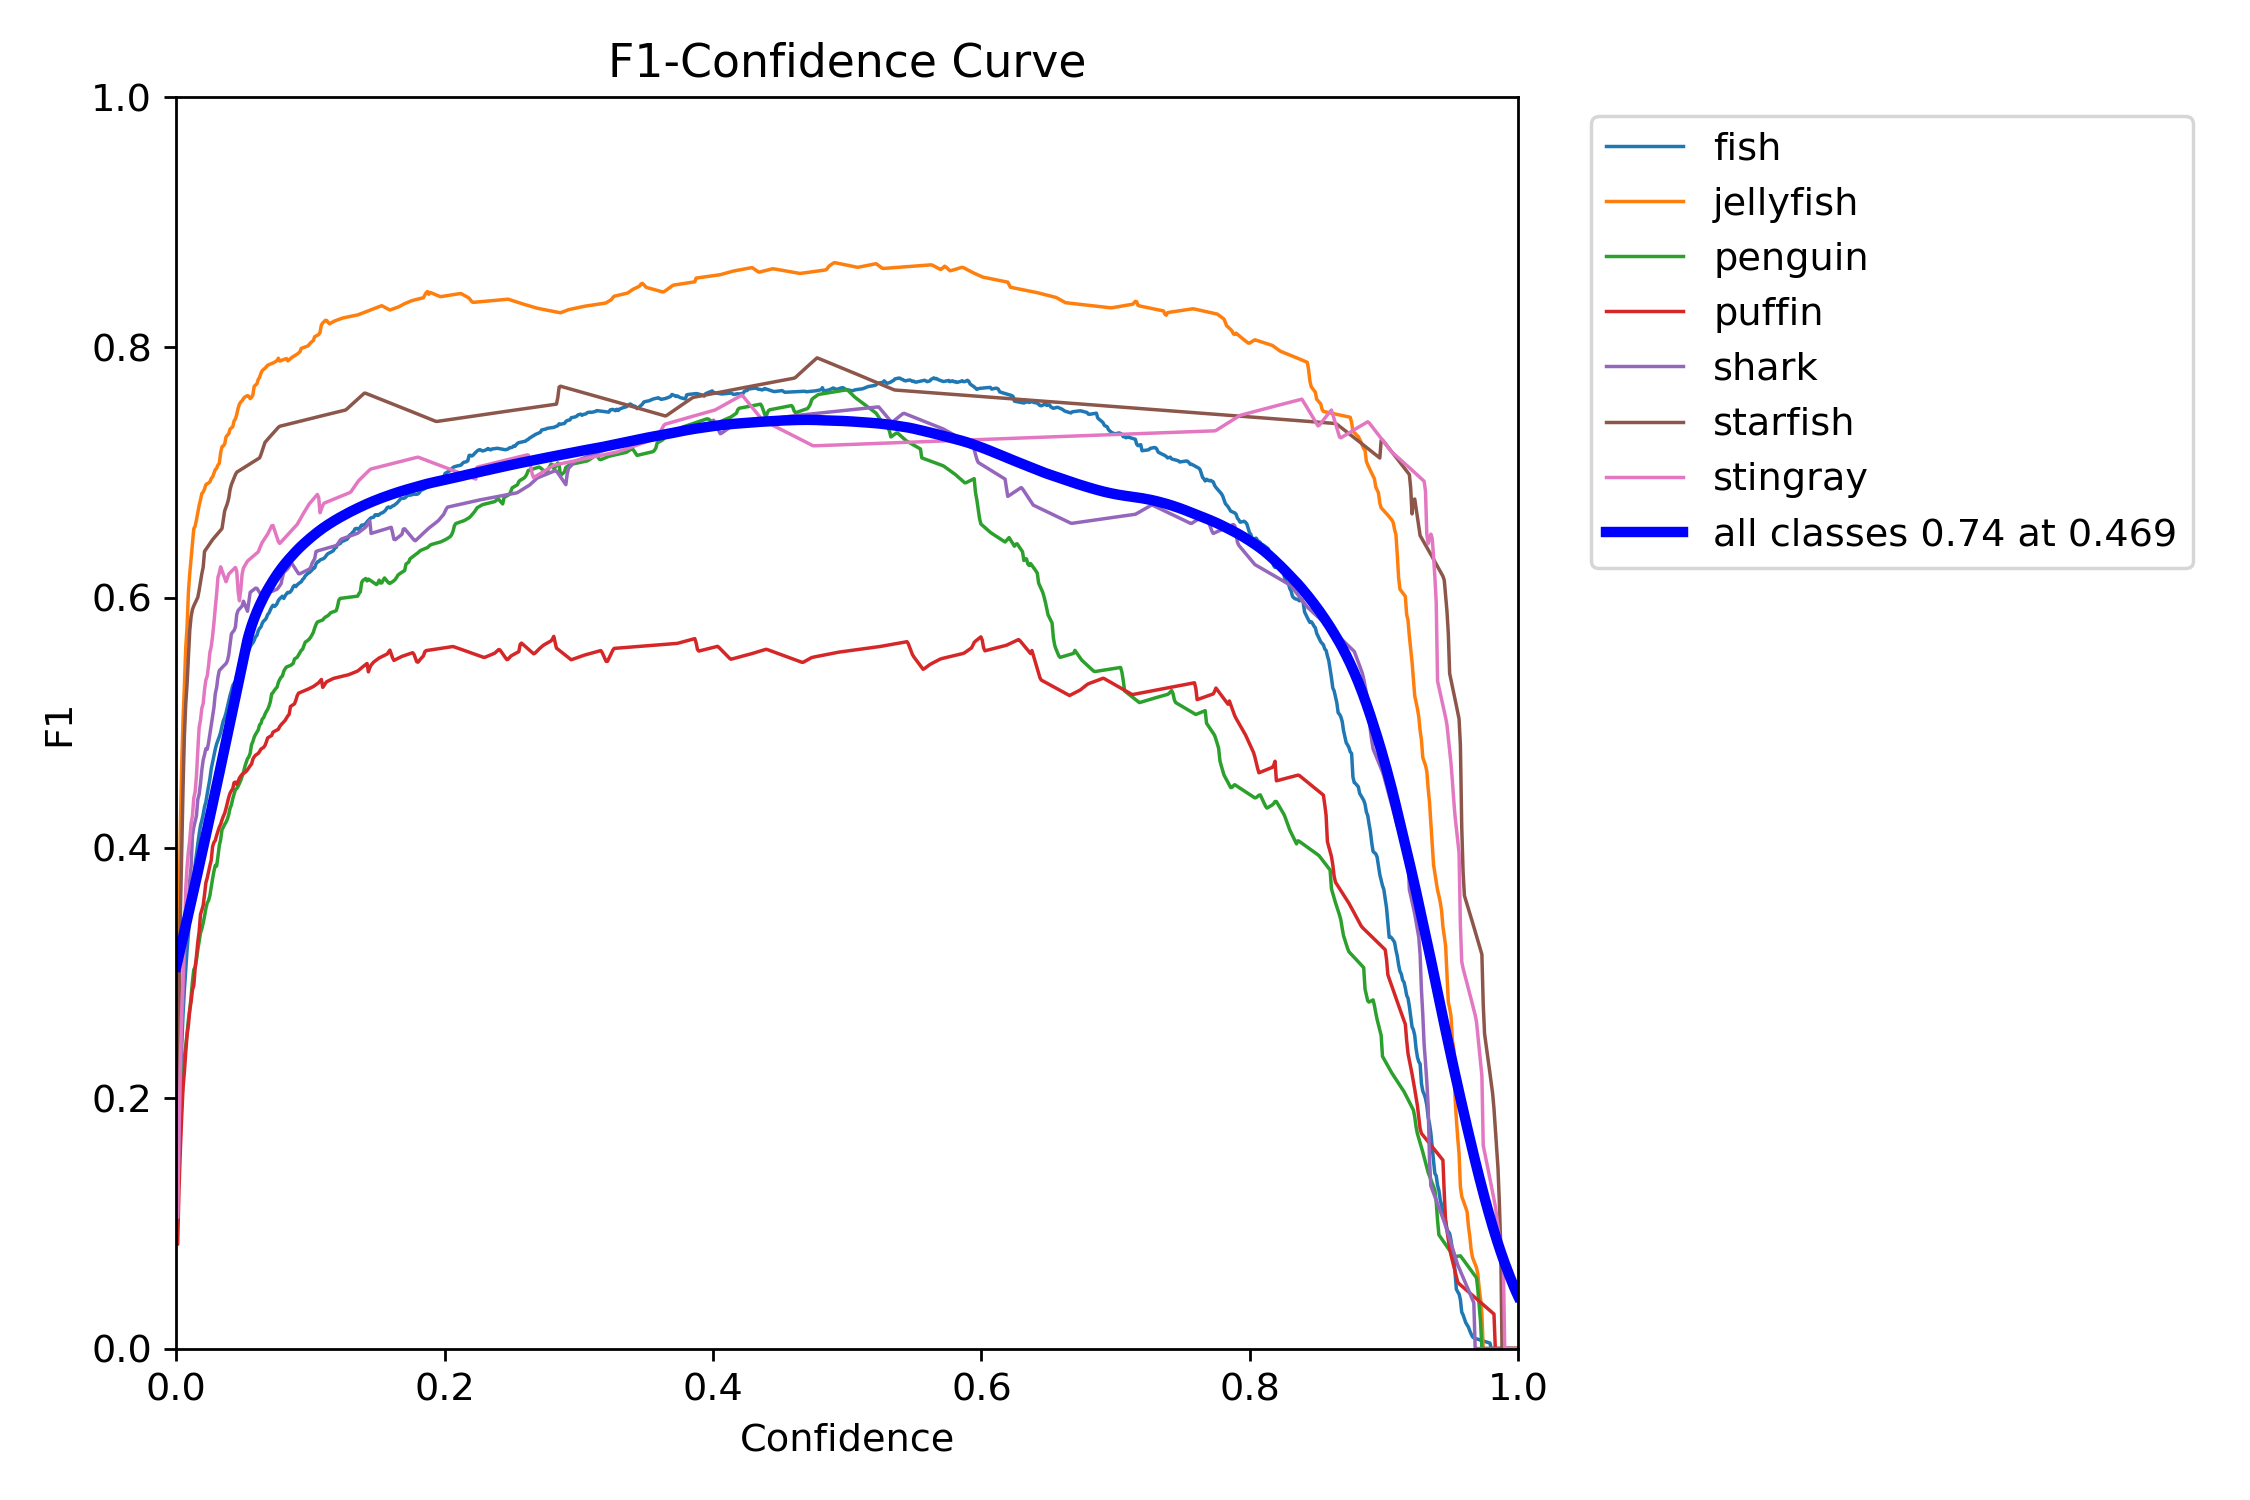 F1-Confidence Curve
1.0
0.8
0.6
0.4
0.2
0.0
F1
0.0 0.2 0.4 0.6 0.8 1.0
Confidence
fish
jellyfish
penguin
puffin
shark
starfish
stingray
all classes 0.74 at 0.469